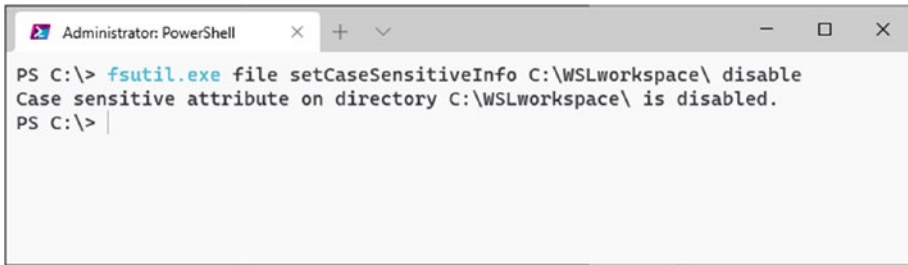 Administrator: PowerShell
PS C:\> fsutil.exe file setCaseSensitiveInfo C:\WSLworkspace\ disable
Case sensitive attribute on directory C:\WSLworkspace\ is disabled.
PS C:\>